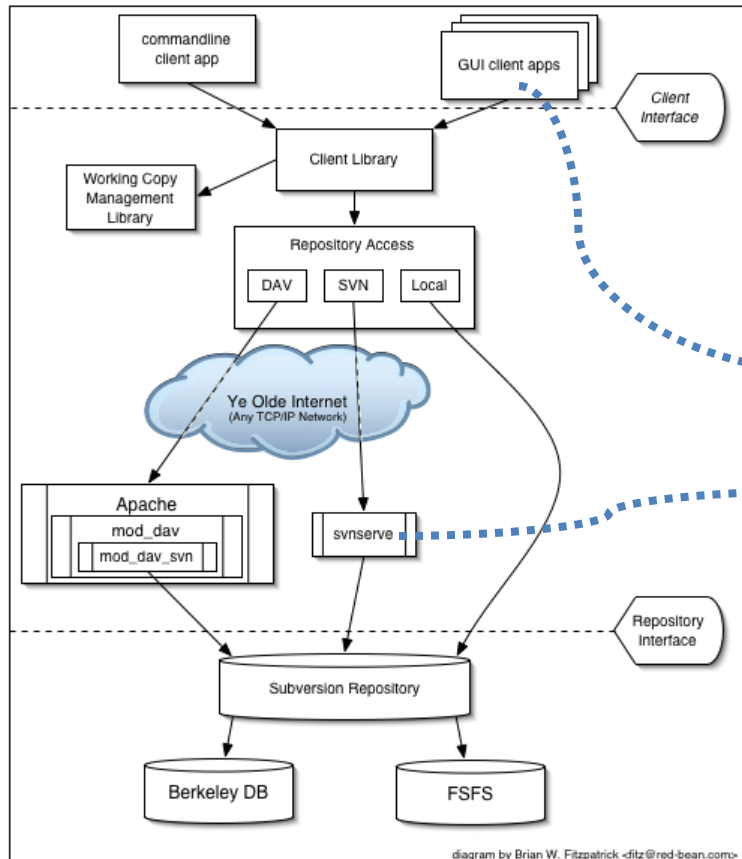 commandline
client app
GUI client apps
Client
Interface
Client Library
Working Copy
Management
Library
Repository Access
DAV
SVN
Local
Ye Olde Internet
(Any TCP/IP Network)
Apache
mod_dav
mod_dav_svn
svnserve
Repository
Interface
Subversion Repository
Berkeley DB
FSFS
diagram by Brian W. Fitzpatrick <fitz@red-bean.com>